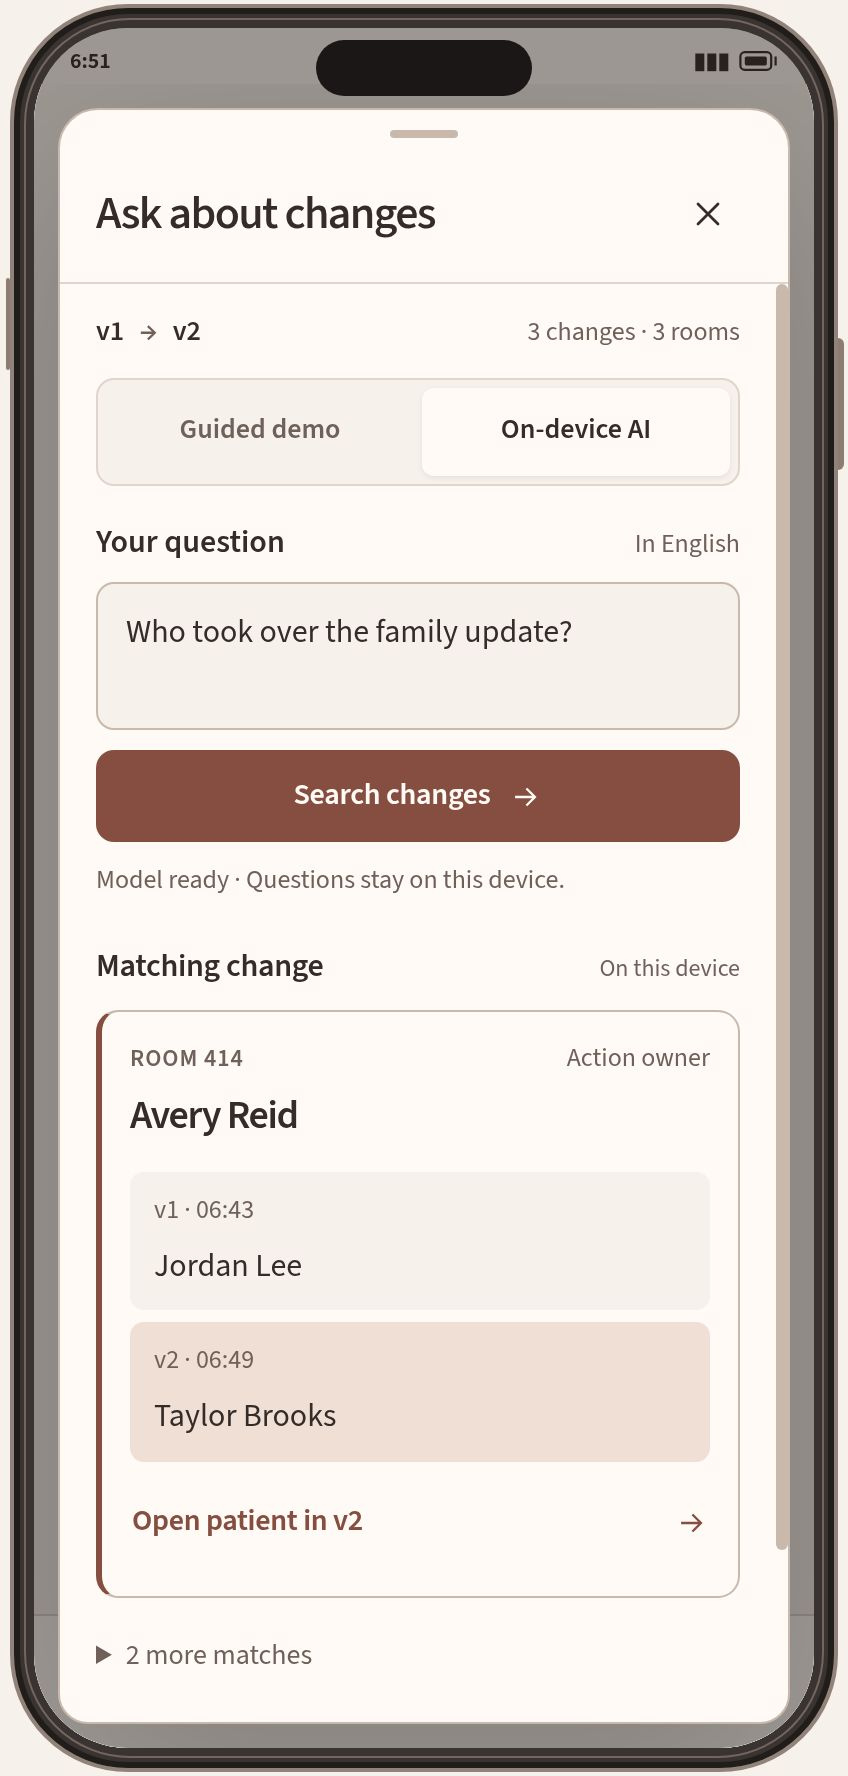 6:51
Ask about changes
v1 → v2
3 changes · 3 rooms
Guided demo
On-device AI
Your question
In English
Who took over the family update?
Search changes →
Model ready · Questions stay on this device.
Matching change
On this device
ROOM 414
Action owner
Avery Reid
v1 · 06:43
Jordan Lee
v2 · 06:49
Taylor Brooks
Open patient in v2 →
▶ 2 more matches